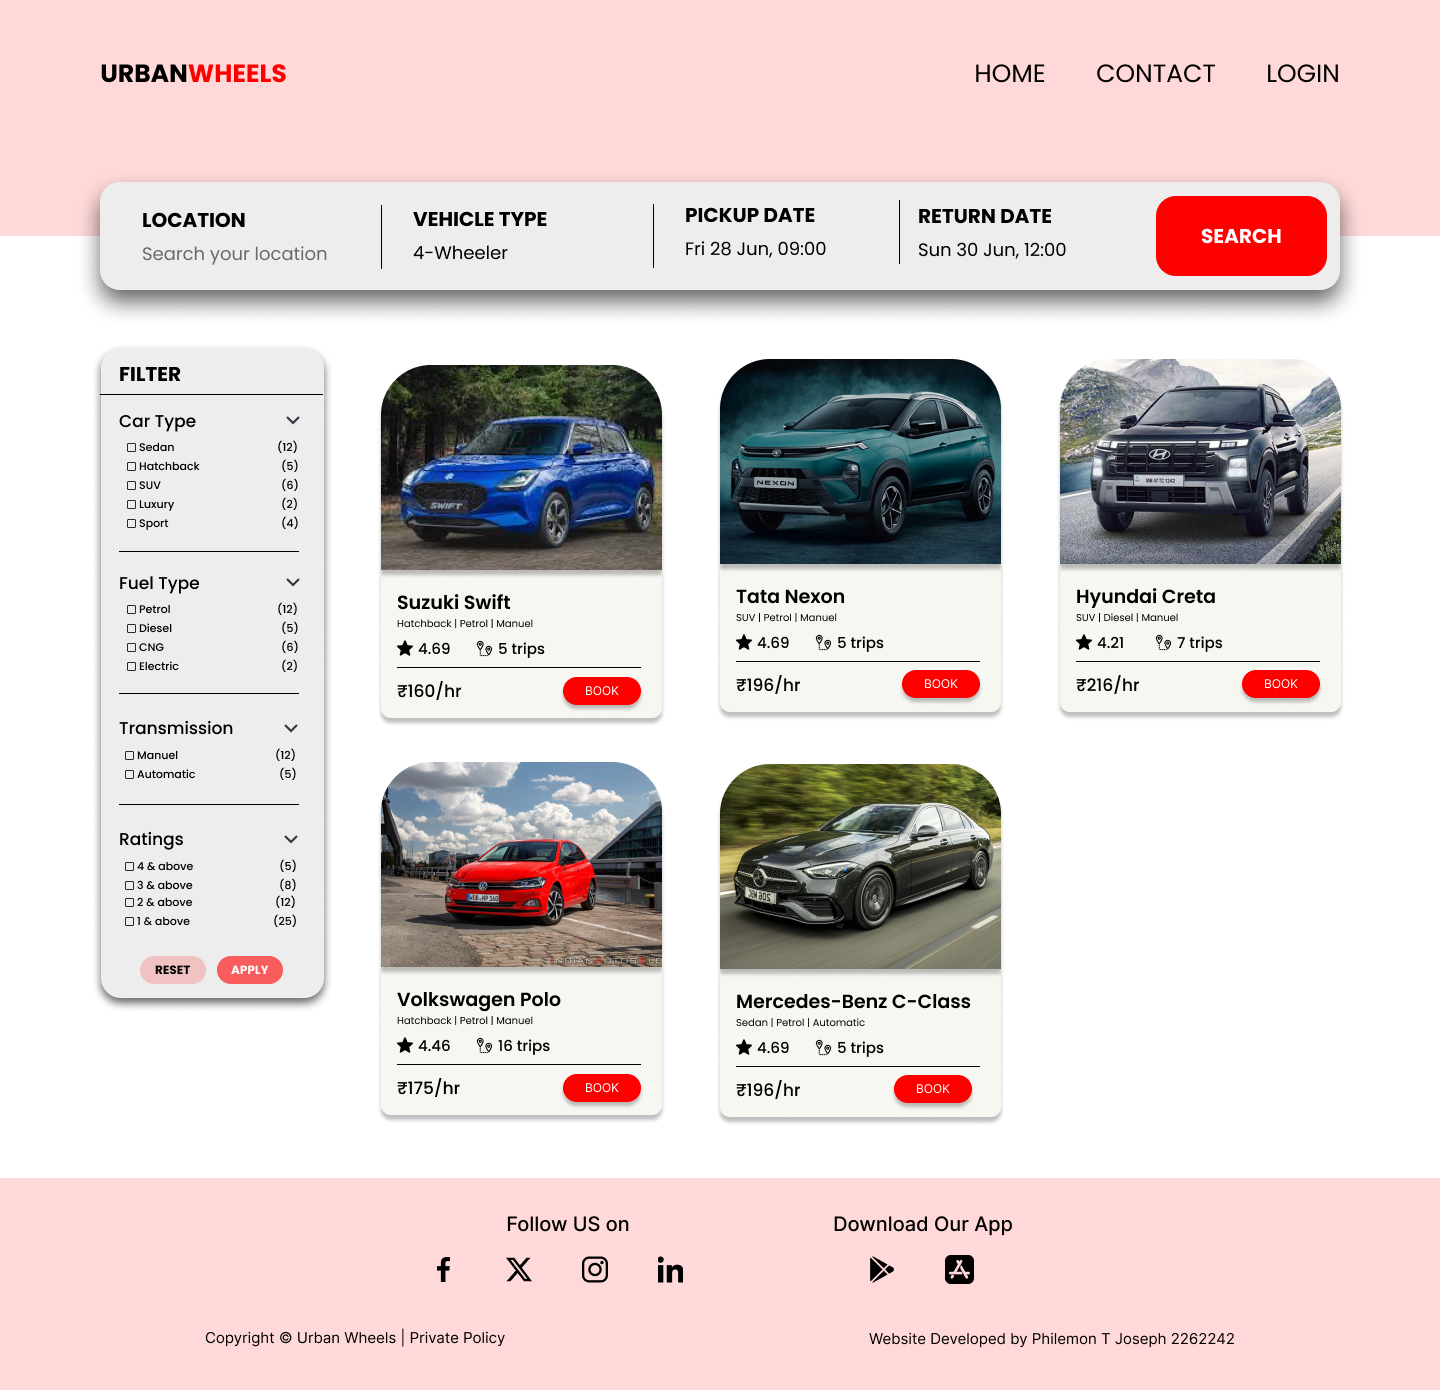 URBANWHEELS
HOME CONTACT LOGIN
LOCATION
Search your location
VEHICLE TYPE
4-Wheeler
PICKUP DATE
Fri 28 Jun, 09:00
RETURN DATE
Sun 30 Jun, 12:00
SEARCH
FILTER
Car Type
Sedan (12)
Hatchback (5)
SUV (6)
Luxury (2)
Sport (4)
Fuel Type
Petrol (12)
Diesel (5)
CNG (6)
Electric (2)
Transmission
Manuel (12)
Automatic (5)
Ratings
4 & above (5)
3 & above (8)
2 & above (12)
1 & above (25)
RESET APPLY
SWIFT
Suzuki Swift
Hatchback | Petrol | Manuel
4.69 5 trips
₹160/hr BOOK
NEXON
Tata Nexon
SUV | Petrol | Manuel
4.69 5 trips
₹196/hr BOOK
Hyundai Creta
SUV | Diesel | Manuel
4.21 7 trips
₹216/hr BOOK
Volkswagen Polo
Hatchback | Petrol | Manuel
4.46 16 trips
₹175/hr BOOK
Mercedes-Benz C-Class
Sedan | Petrol | Automatic
4.69 5 trips
₹196/hr BOOK
Follow US on
Download Our App
Copyright © Urban Wheels | Private Policy
Website Developed by Philemon T Joseph 2262242